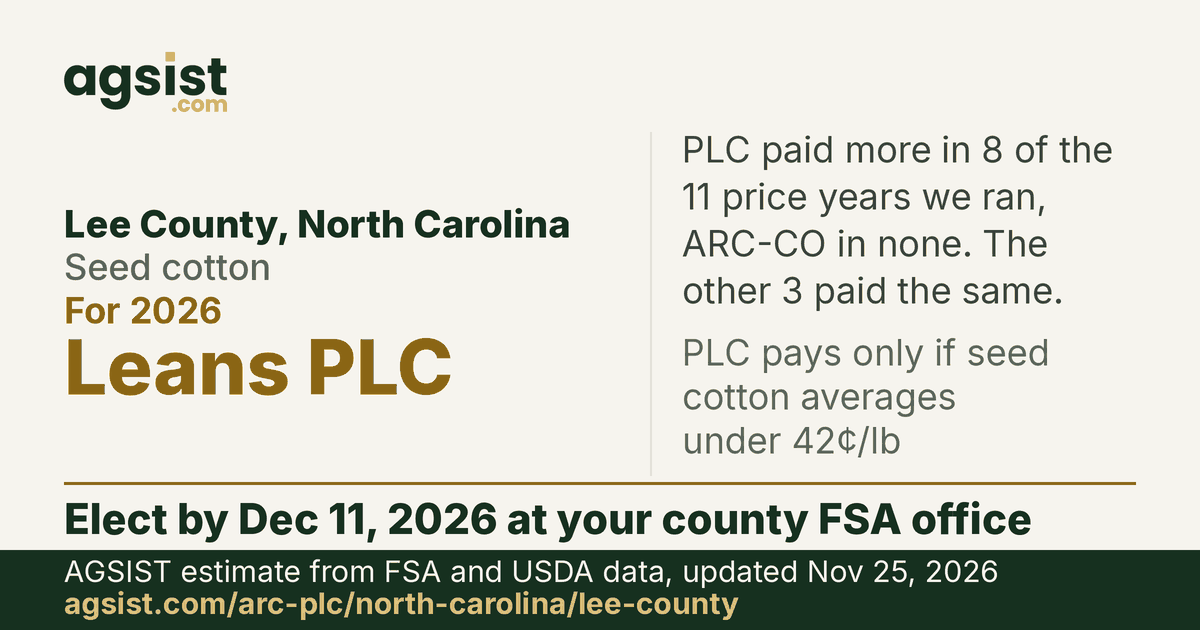 agsist
.com
Lee County, North Carolina
Seed cotton
For 2026
Leans PLC
PLC paid more in 8 of the
11 price years we ran,
ARC-CO in none. The
other 3 paid the same.
PLC pays only if seed
cotton averages
under 42¢/lb
Elect by Dec 11, 2026 at your county FSA office
AGSIST estimate from FSA and USDA data, updated Nov 25, 2026
agsist.com/arc-plc/north-carolina/lee-county